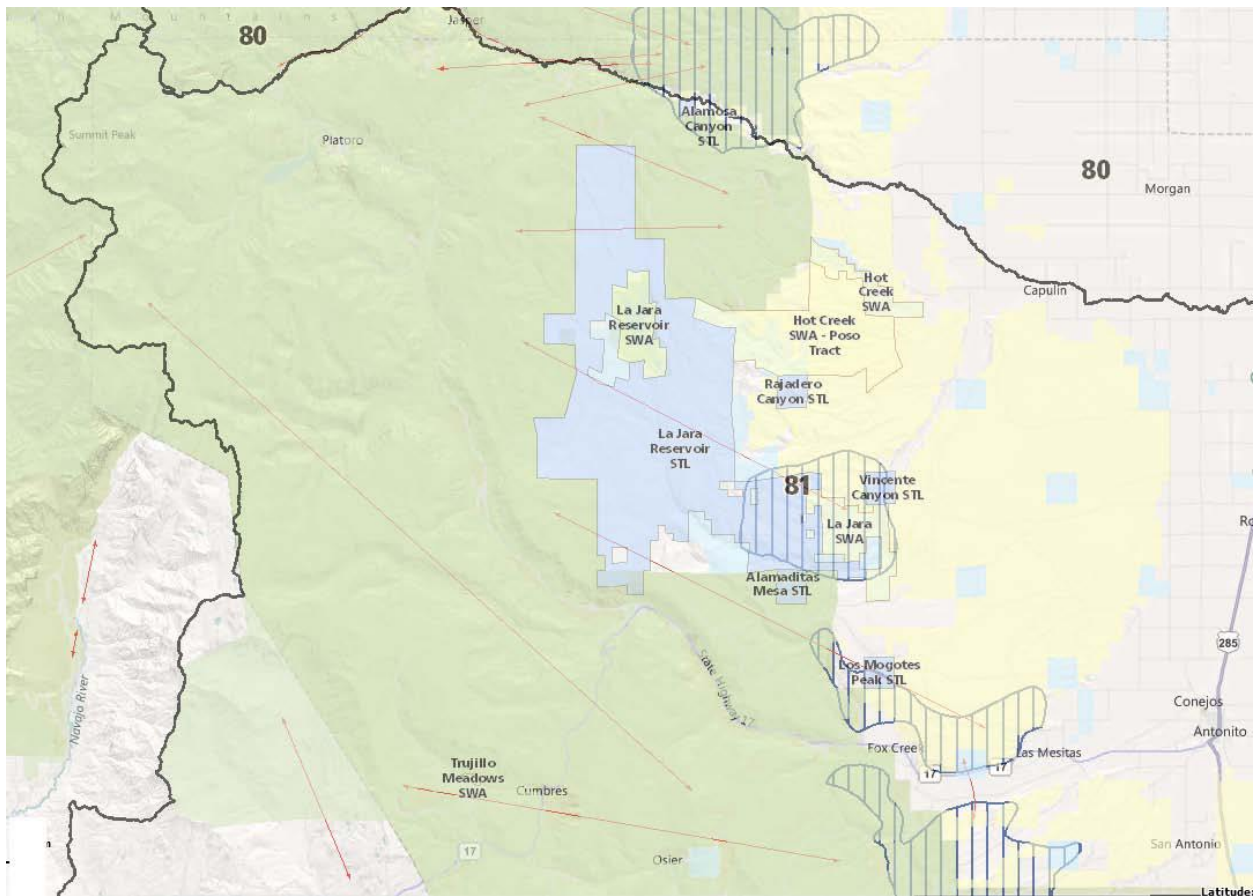 Jasper
80
Summit Peak
Platoro
Alamosa
Canyon
STL
80
Morgan
Hot
Creek
SWA
Capulin
La Jara
Reservoir
SWA
Hot Creek
SWA - Poso
Tract
Rajadero
Canyon STL
La Jara
Reservoir
STL
81
Vincente
Canyon STL
La Jara
SWA
Alamaditas
Mesa STL
285
State Highway 17
Los Mogotes
Peak STL
Conejos
Antonito
Navajo River
Fox Creek
Las Mesitas
17
17
Trujillo
Meadows
SWA
Cumbres
17
Osier
San Antonio
Latitude: